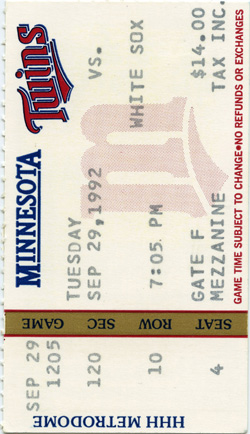 MINNESOTA
Twins
TUESDAY VS.
SEP 29,1992
WHITE SOX
7:05 PM
GATE F $14.00
MEZZANINE TAX INC.
GAME TIME SUBJECT TO CHANGE•NO REFUNDS OR EXCHANGES
GAME SEC ROW SEAT
SEP 29
1205 120 10 4
HHH METRODOME